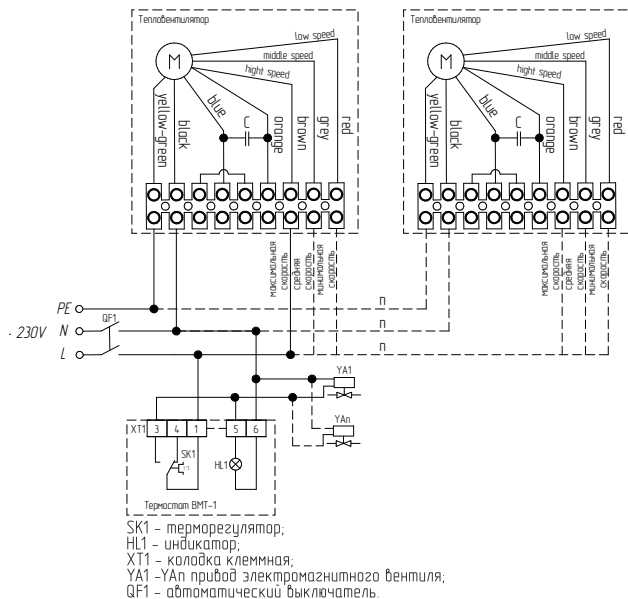 Тепловентилятор
Тепловентилятор
low speed
middle speed
hight speed
M
blue
C
yellow-green
black
orange
brown
grey
red
low speed
middle speed
hight speed
M
blue
C
yellow-green
black
orange
brown
grey
red
максимальная скорость
средняя скорость
минимальная скорость
максимальная скорость
средняя скорость
минимальная скорость
PE
n
~ 230V
N
QF1
n
L
n
YA1
YAn
XT1
3
4
1
5
6
SK1
t°C
HL1
Термостат ВМТ-1
SK1 - терморегулятор;
HL1 - индикатор;
XT1 - колодка клеммная;
YA1 -YAn привод электромагнитного вентиля;
QF1 - автоматический выключатель.